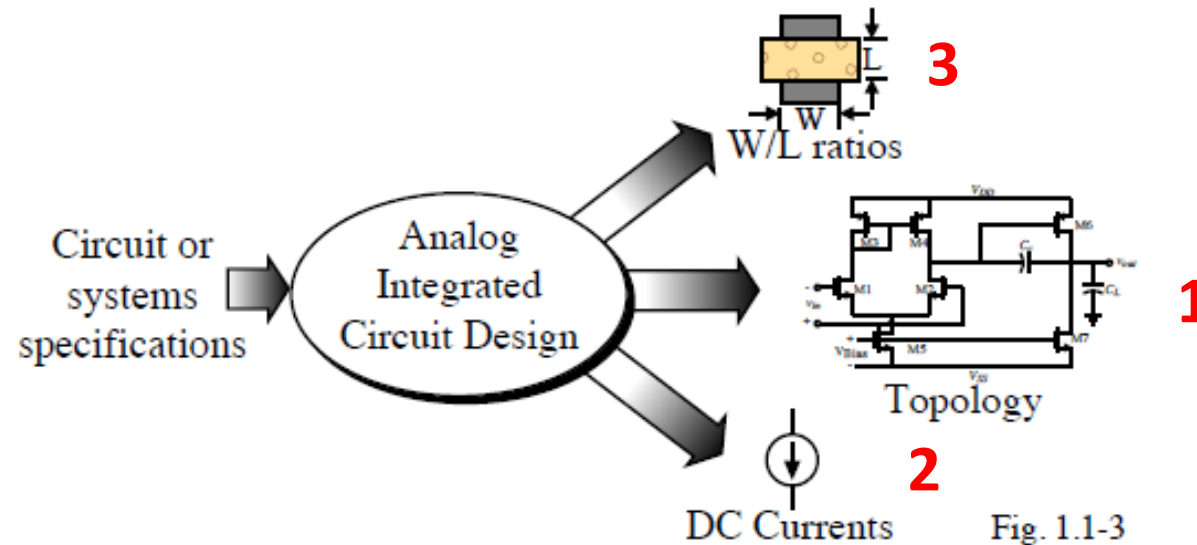 Circuit or
systems
specifications
Analog
Integrated
Circuit Design
L
W
W/L ratios
3
VDD
M3
M4
M6
Cc
vout
-
M1
M2
CL
vin
+
+
VBias
M5
M7
-
VSS
Topology
1
2
DC Currents
Fig. 1.1-3